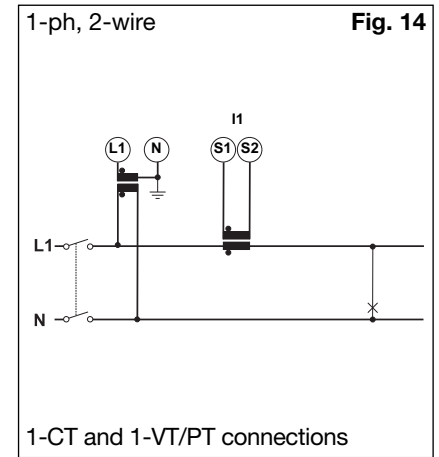 1-ph, 2-wire Fig. 14
I1
L1 N S1 S2
L1
N
1-CT and 1-VT/PT connections